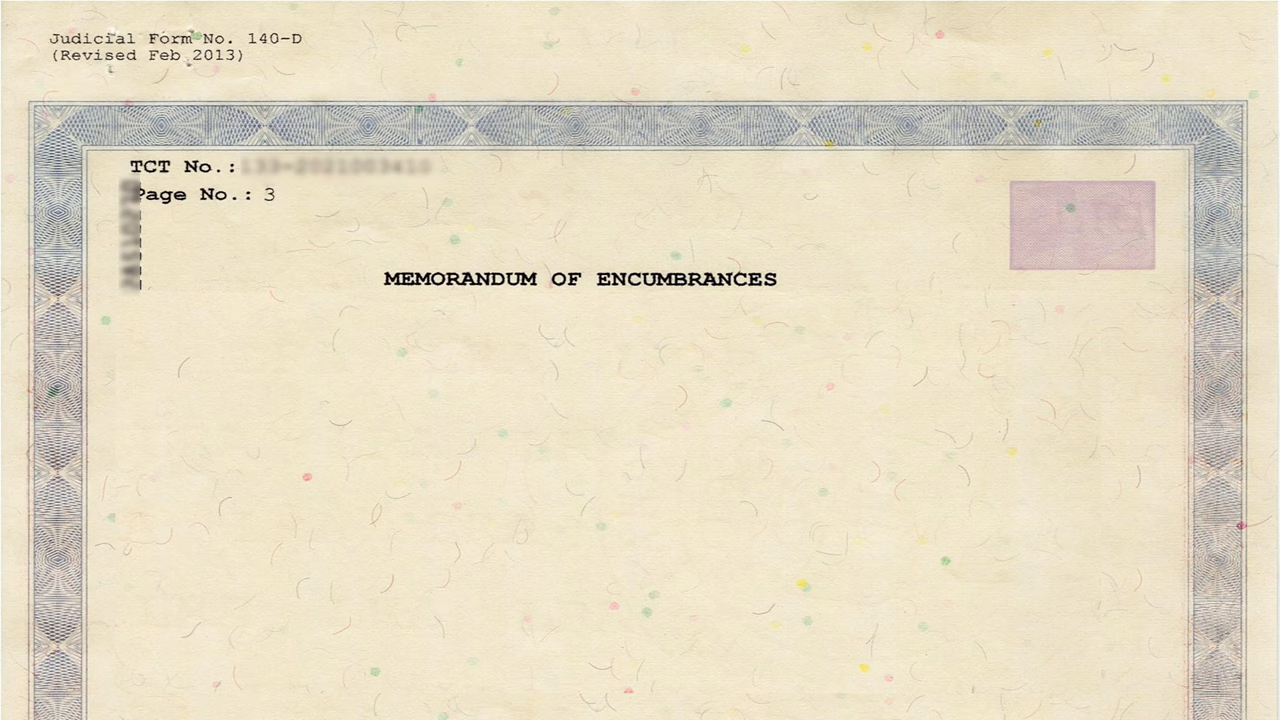 Judicial Form No. 140-D
(Revised Feb 2013)
TCT No.:
Page No.: 3
MEMORANDUM OF ENCUMBRANCES